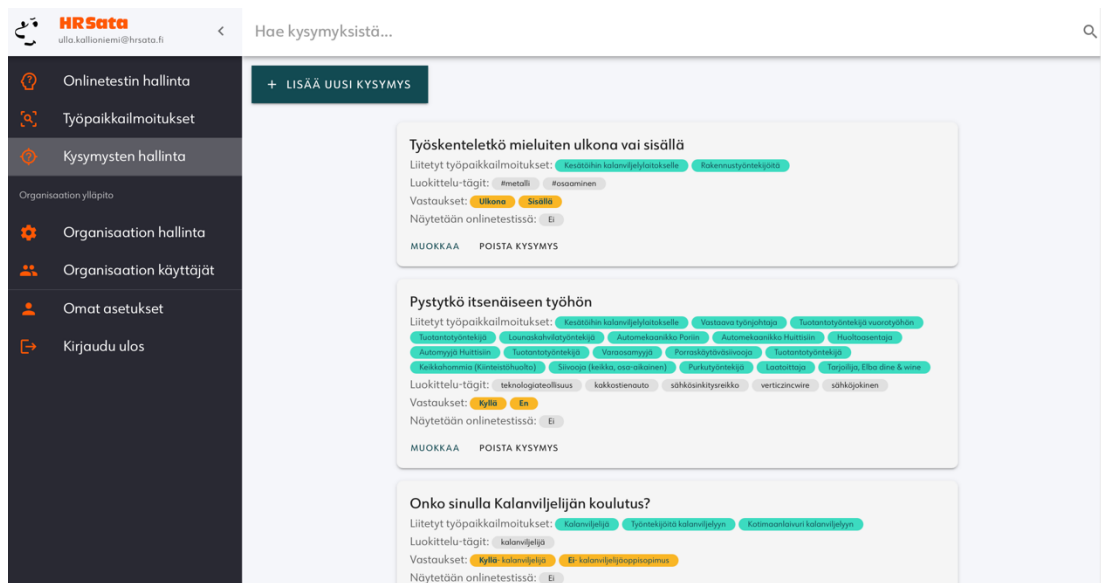 HRSata
ulla.kallioniemi@hrsata.fi
Hae kysymyksistä...
Onlinetestin hallinta
Työpaikkailmoitukset
Kysymysten hallinta
Organisaation ylläpito
Organisaation hallinta
Organisaation käyttäjät
Omat asetukset
Kirjaudu ulos
+ LISÄÄ UUSI KYSYMYS
Työskenteletkö mieluiten ulkona vai sisällä
Liitetyt työpaikkailmoitukset: Kesätöihin kalanviljelylaitokselle Rakennustyöntekijöitä
Luokittelu-tägit: #metalli #osaaminen
Vastaukset: Ulkona Sisällä
Näytetään onlinetestissä: Ei
MUOKKAA POISTA KYSYMYS
Pystytkö itsenäiseen työhön
Liitetyt työpaikkailmoitukset: Kesätöihin kalanviljelylaitokselle Vastaava työnjohtaja Tuotantotyöntekijä vuorotyöhön
Tuotantotyöntekijä Lounaskahvilatyöntekijä Automekaanikko Poriin Automekaanikko Huittisiin Huoltoasentaja
Automyyjä Huittisiin Tuotantotyöntekijä Varaosamyyjä Porraskäytäväsiivooja Tuotantotyöntekijä
Keikkahommia (Kiinteistöhuolto) Siivooja (keikka, osa-aikainen) Purkutyöntekijä Laatoittaja Tarjoilija, Elba dine & wine
Luokittelu-tägit: teknologiateollisuus kakkostienauto sähkösinkitysreikko verticzincwire sähköjokinen
Vastaukset: Kyllä En
Näytetään onlinetestissä: Ei
MUOKKAA POISTA KYSYMYS
Onko sinulla Kalanviljelijän koulutus?
Liitetyt työpaikkailmoitukset: Kalanviljelijä Työntekijöitä kalanviljelyyn Kotimaanlaivuri kalanviljelyyn
Luokittelu-tägit: kalanviljelijä
Vastaukset: Kyllä- kalanviljelijä Ei- kalanviljelijäoppisopimus
Näytetään onlinetestissä: Ei